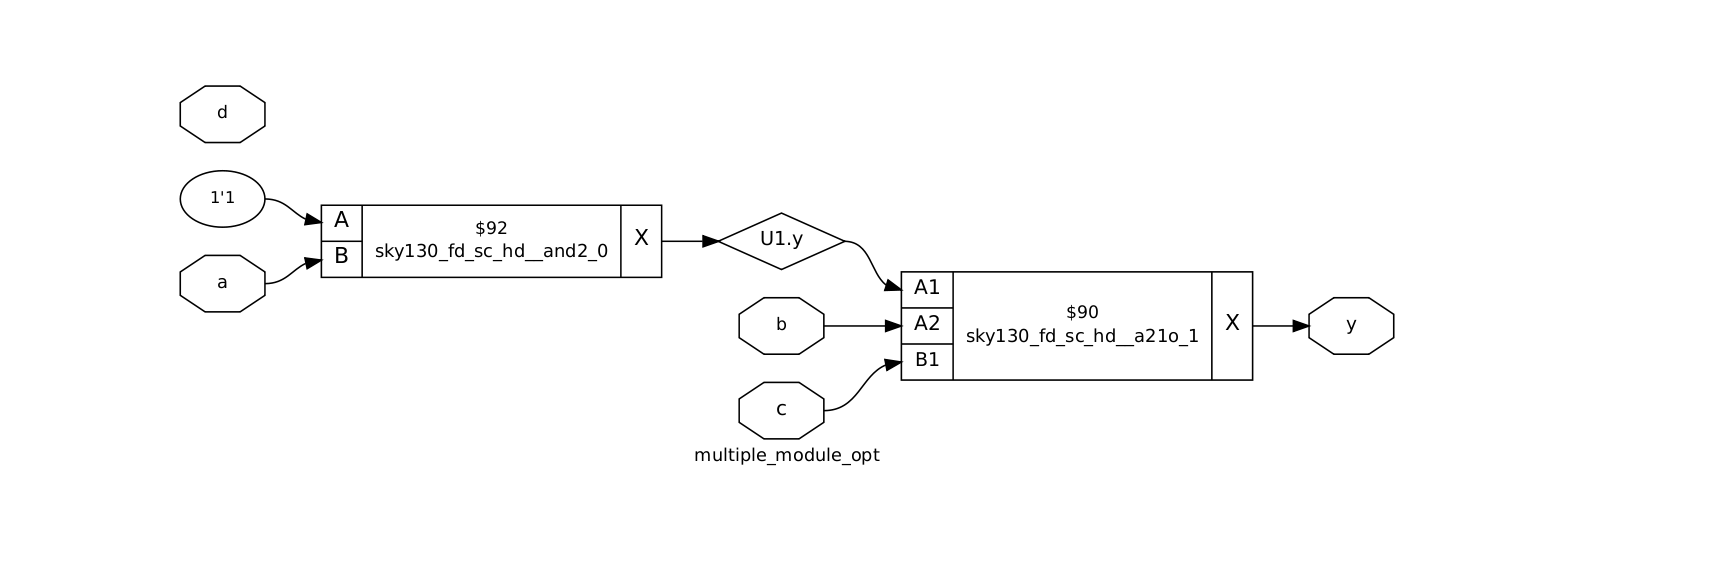 d
1'1
a
A
B
$92
sky130_fd_sc_hd__and2_0
X
U1.y
b
c
A1
A2
B1
$90
sky130_fd_sc_hd__a21o_1
X
y
multiple_module_opt